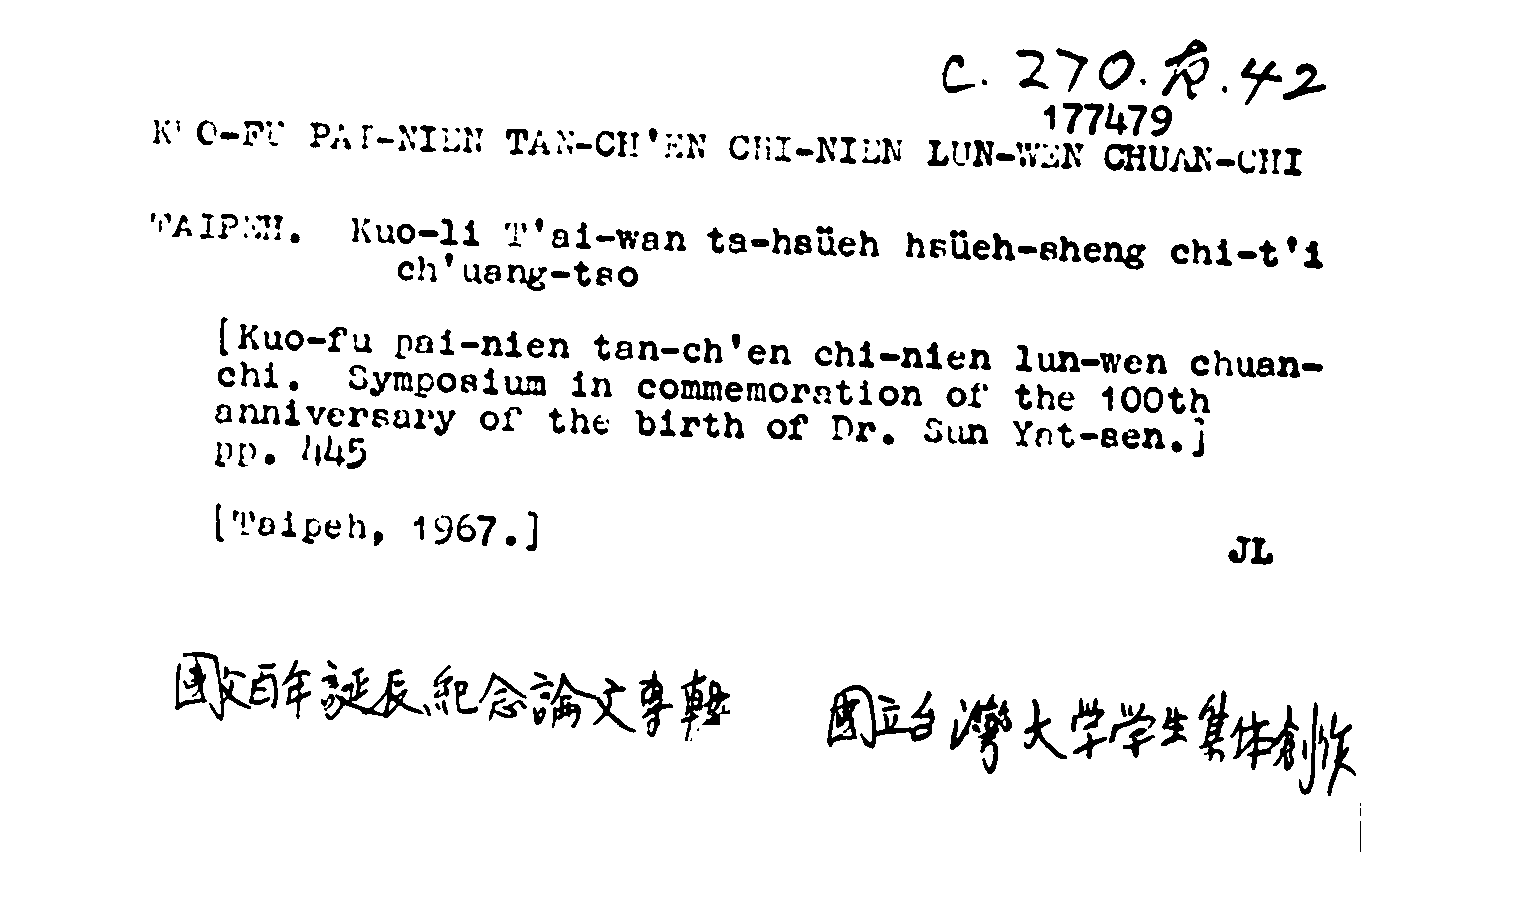 C. 270. 友. 42
177479
KUO-FU PAI-NIEN TAN-CH'EN CHI-NIEN LUN-WEN CHUAN-CHI
TAIPEH. Kuo-li T'ai-wan ta-hsüeh hsüeh-sheng chi-t'i
ch'uang-tso
[Kuo-fu pai-nien tan-ch'en chi-nien lun-wen chuan-
chi. Symposium in commemoration of the 100th
anniversary of the birth of Dr. Sun Yat-sen.]
pp. 445
[Taipeh, 1967.]
JL
國父百年誕辰紀念論文專輯 國立台灣大学学生集体創作